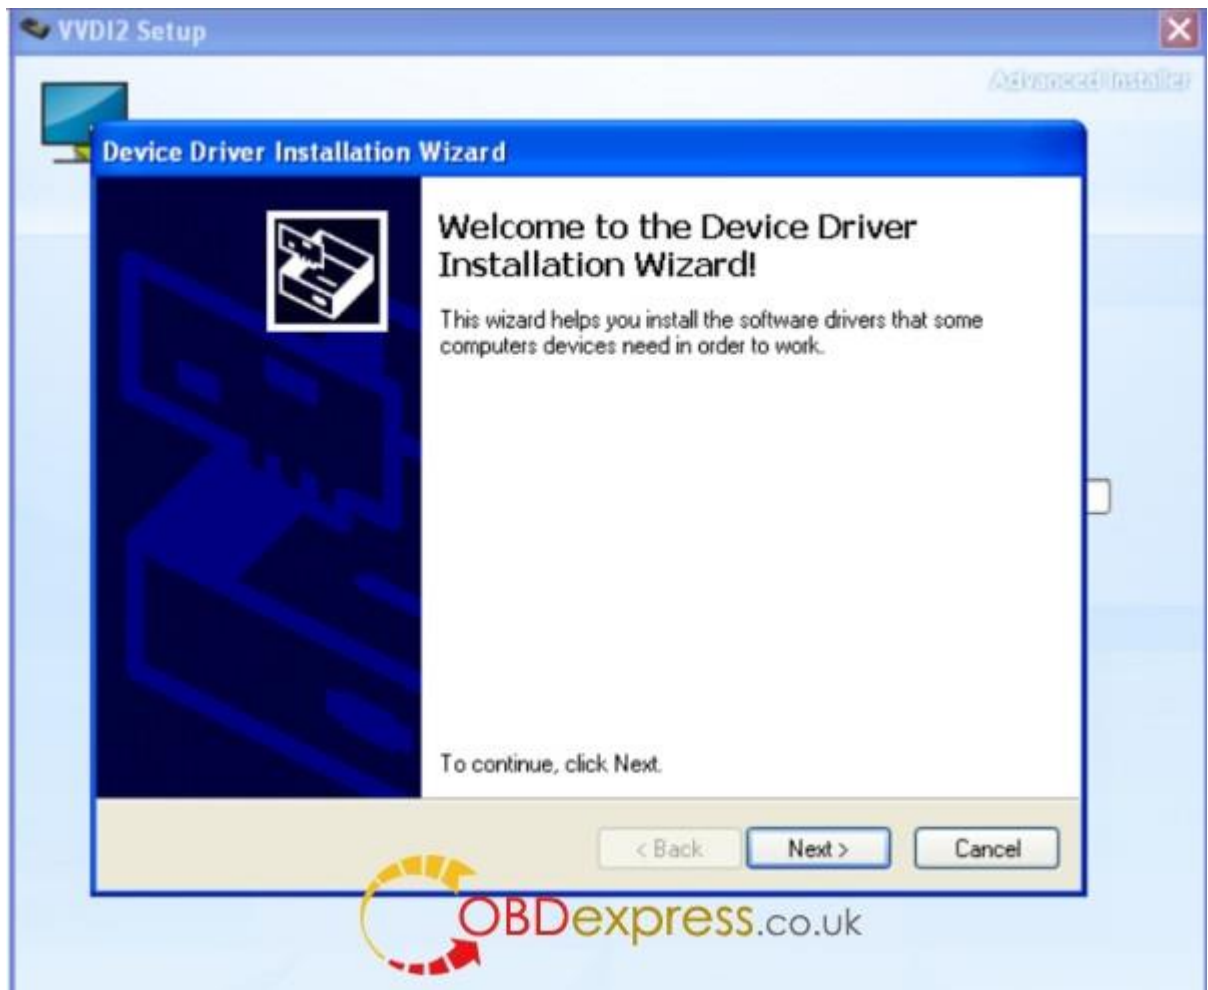 VVDI2 Setup
Advanced Installer
Device Driver Installation Wizard
Welcome to the Device Driver
Installation Wizard!
This wizard helps you install the software drivers that some
computers devices need in order to work.
To continue, click Next.
< Back
Next >
Cancel
OBDexpress.co.uk